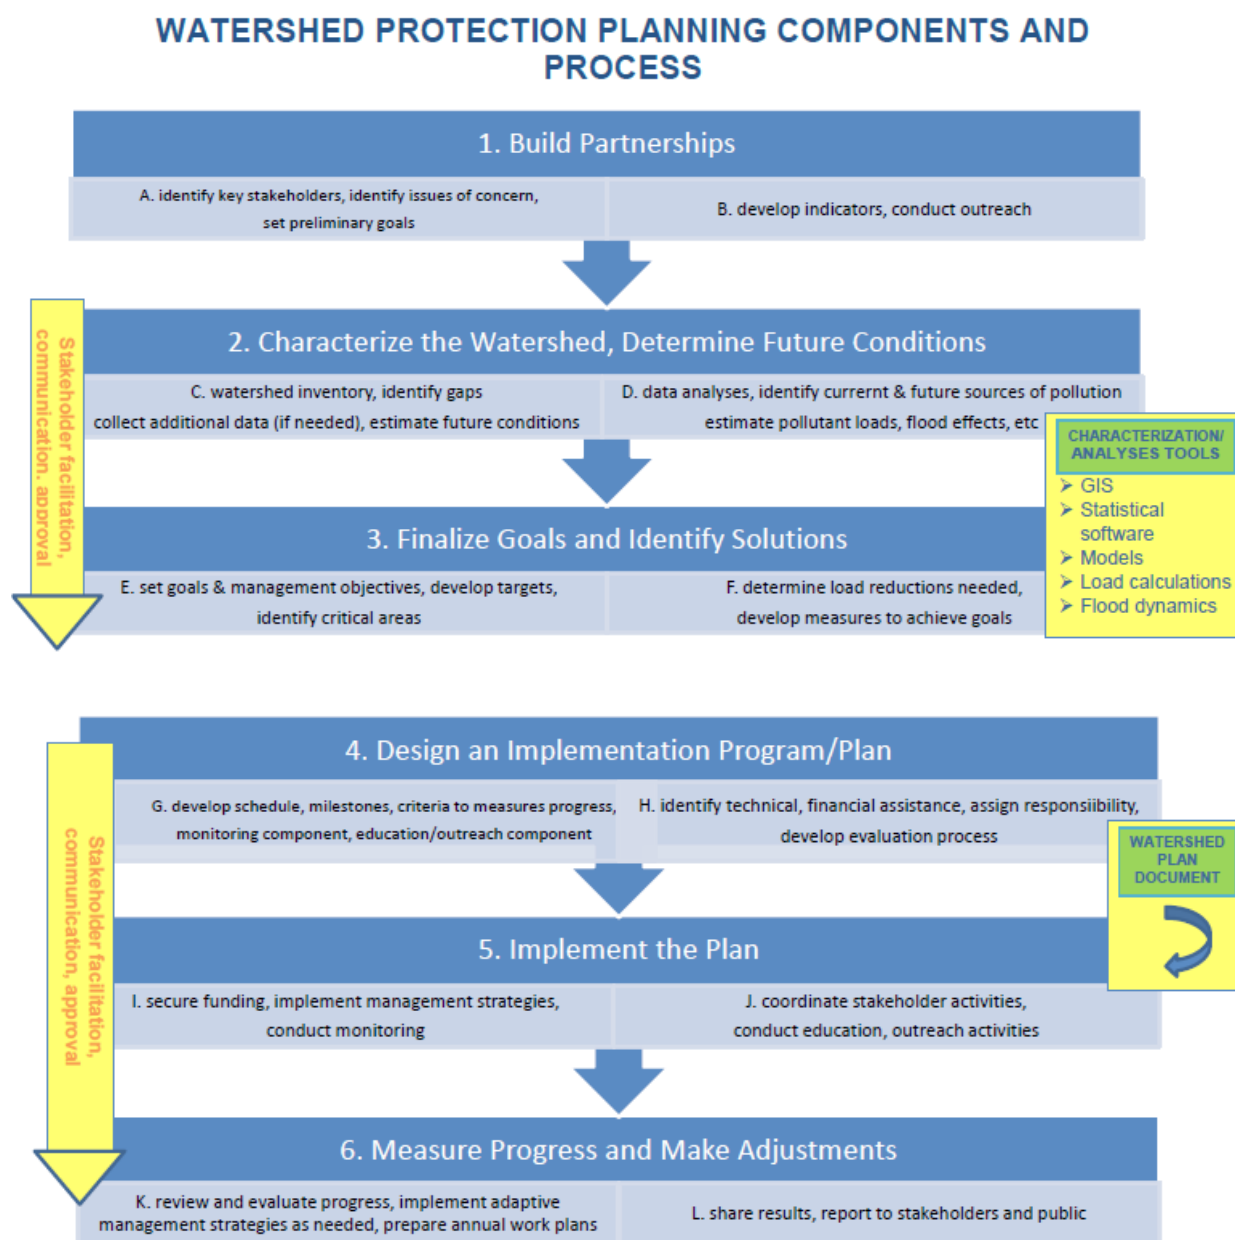 WATERSHED PROTECTION PLANNING COMPONENTS AND
PROCESS
1. Build Partnerships
A. identify key stakeholders, identify issues of concern,
set preliminary goals
B. develop indicators, conduct outreach
Stakeholder facilitation,
communication, approval
2. Characterize the Watershed, Determine Future Conditions
C. watershed inventory, identify gaps
collect additional data (if needed), estimate future conditions
D. data analyses, identify currernt & future sources of pollution
estimate pollutant loads, flood effects, etc
CHARACTERIZATION/
ANALYSES TOOLS
➢ GIS
➢ Statistical
software
➢ Models
➢ Load calculations
➢ Flood dynamics
3. Finalize Goals and Identify Solutions
E. set goals & management objectives, develop targets,
identify critical areas
F. determine load reductions needed,
develop measures to achieve goals
Stakeholder facilitation,
communication, approval
4. Design an Implementation Program/Plan
G. develop schedule, milestones, criteria to measures progress,
monitoring component, education/outreach component
H. identify technical, financial assistance, assign responsiibility,
develop evaluation process
WATERSHED
PLAN
DOCUMENT
5. Implement the Plan
I. secure funding, implement management strategies,
conduct monitoring
J. coordinate stakeholder activities,
conduct education, outreach activities
6. Measure Progress and Make Adjustments
K. review and evaluate progress, implement adaptive
management strategies as needed, prepare annual work plans
L. share results, report to stakeholders and public